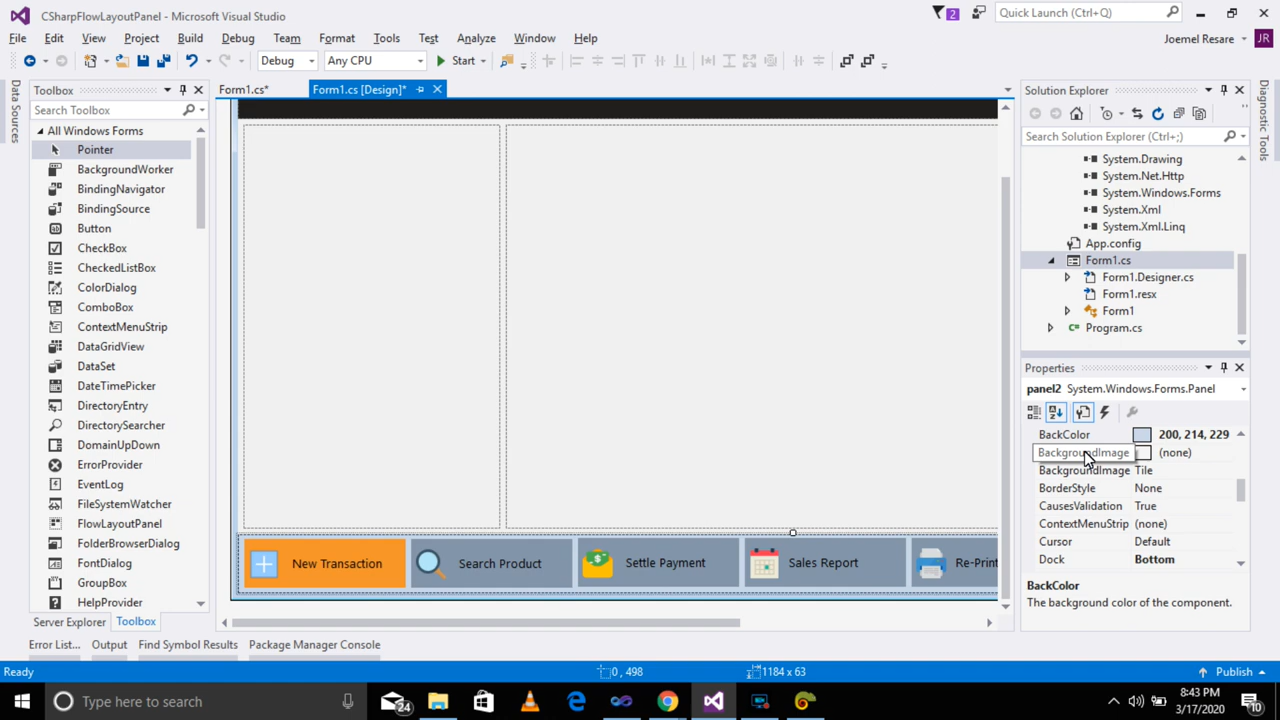 CSharpFlowLayoutPanel - Microsoft Visual Studio
2
Quick Launch (Ctrl+Q)
File Edit View Project Build Debug Team Format Tools Test Analyze Window Help
Joemel Resare JR
Debug Any CPU Start
Data Sources
Toolbox
Search Toolbox
All Windows Forms
Pointer
BackgroundWorker
BindingNavigator
BindingSource
Button
CheckBox
CheckedListBox
ColorDialog
ComboBox
ContextMenuStrip
DataGridView
DataSet
DateTimePicker
DirectoryEntry
DirectorySearcher
DomainUpDown
ErrorProvider
EventLog
FileSystemWatcher
FlowLayoutPanel
FolderBrowserDialog
FontDialog
GroupBox
HelpProvider
Server Explorer Toolbox
Form1.cs* Form1.cs [Design]*
New Transaction Search Product Settle Payment Sales Report Re-Print
Solution Explorer
Search Solution Explorer (Ctrl+;)
System.Drawing
System.Net.Http
System.Windows.Forms
System.Xml
System.Xml.Linq
App.config
Form1.cs
Form1.Designer.cs
Form1.resx
Form1
Program.cs
Properties
panel2 System.Windows.Forms.Panel
BackColor 200, 214, 229
BackgroundImage (none)
BackgroundImage Tile
BorderStyle None
CausesValidation True
ContextMenuStrip (none)
Cursor Default
Dock Bottom
BackColor
The background color of the component.
Diagnostic Tools
Error List... Output Find Symbol Results Package Manager Console
Ready 0 , 498 1184 x 63 Publish
Type here to search
24
8:43 PM
3/17/2020
10